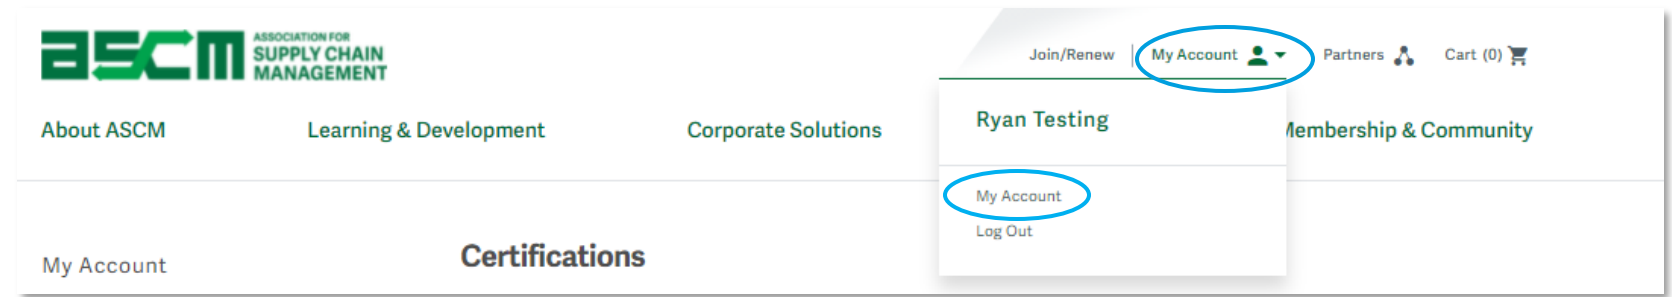 ascm
ASSOCIATION FOR
SUPPLY CHAIN
MANAGEMENT
Join/Renew
My Account
Partners
Cart (0)
About ASCM
Learning & Development
Corporate Solutions
Membership & Community
Ryan Testing
My Account
Log Out
My Account
Certifications